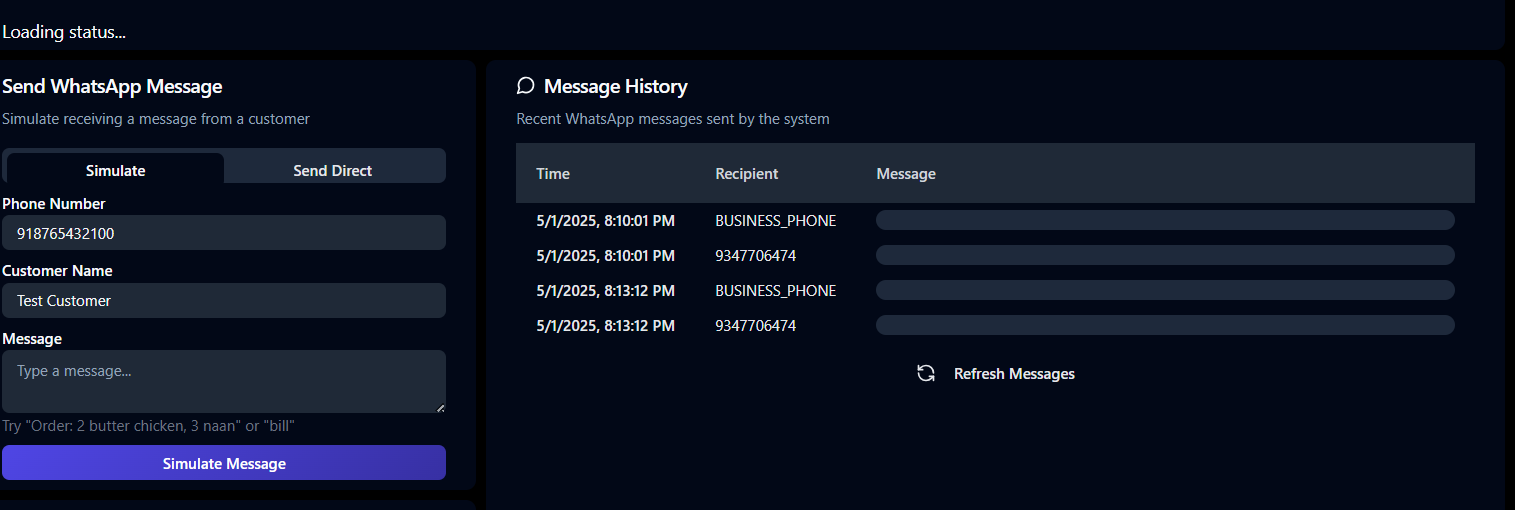 Loading status...
Send WhatsApp Message
Simulate receiving a message from a customer
Simulate Send Direct
Phone Number
918765432100
Customer Name
Test Customer
Message
Type a message...
Try "Order: 2 butter chicken, 3 naan" or "bill"
Simulate Message
Message History
Recent WhatsApp messages sent by the system
Time Recipient Message
5/1/2025, 8:10:01 PM BUSINESS_PHONE
5/1/2025, 8:10:01 PM 9347706474
5/1/2025, 8:13:12 PM BUSINESS_PHONE
5/1/2025, 8:13:12 PM 9347706474
Refresh Messages